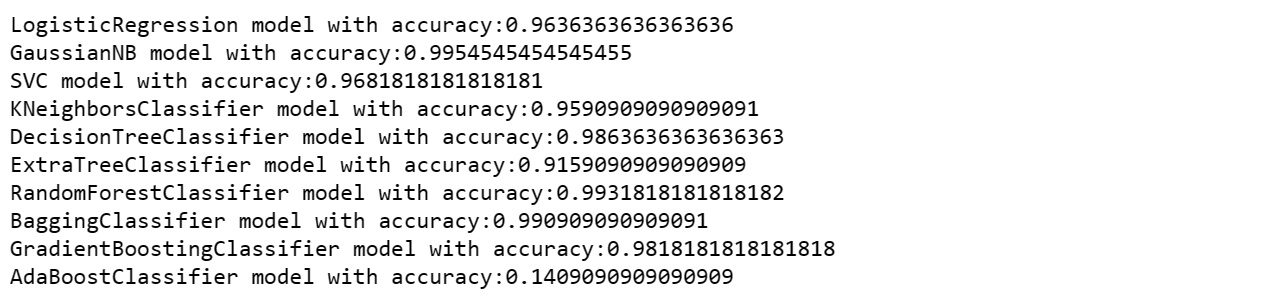 LogisticRegression model with accuracy:0.9636363636363636
GaussianNB model with accuracy:0.9954545454545455
SVC model with accuracy:0.9681818181818181
KNeighborsClassifier model with accuracy:0.9590909090909091
DecisionTreeClassifier model with accuracy:0.9863636363636363
ExtraTreeClassifier model with accuracy:0.9159090909090909
RandomForestClassifier model with accuracy:0.9931818181818182
BaggingClassifier model with accuracy:0.990909090909091
GradientBoostingClassifier model with accuracy:0.9818181818181818
AdaBoostClassifier model with accuracy:0.1409090909090909